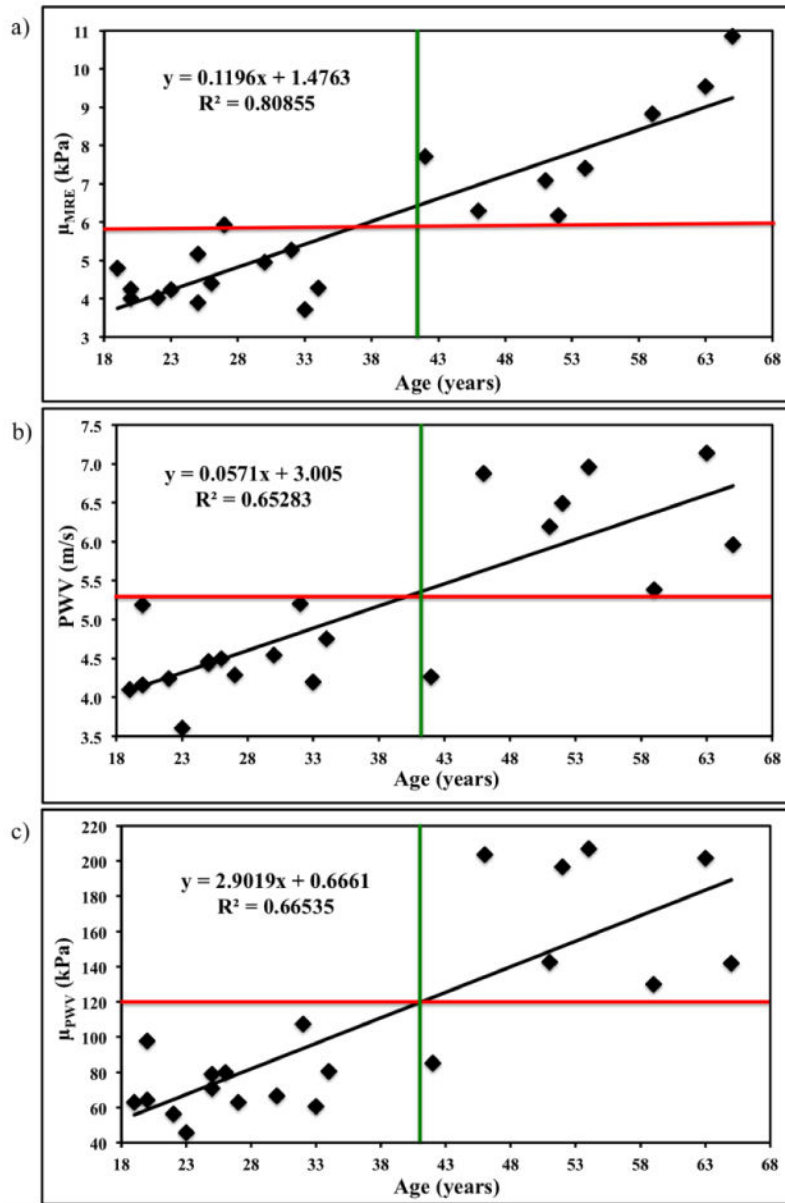 a)
11
10
9
8
7
6
5
4
3
μMRE (kPa)
y = 0.1196x + 1.4763
R² = 0.80855
18 23 28 33 38 43 48 53 58 63 68
Age (years)
b)
7.5
7.0
6.5
6.0
5.5
5.0
4.5
4.0
3.5
PWV (m/s)
y = 0.0571x + 3.005
R² = 0.65283
18 23 28 33 38 43 48 53 58 63 68
Age (years)
c)
220
200
180
160
140
120
100
80
60
40
μPWV (kPa)
y = 2.9019x + 0.6661
R² = 0.66535
18 23 28 33 38 43 48 53 58 63 68
Age (years)